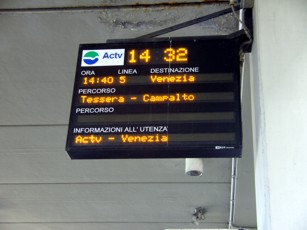 Actv 14 32
ORA LINEA DESTINAZIONE
14:40 5 Venezia
PERCORSO
Tessera - Campalto
PERCORSO
INFORMAZIONI ALL' UTENZA
Actv - Venezia